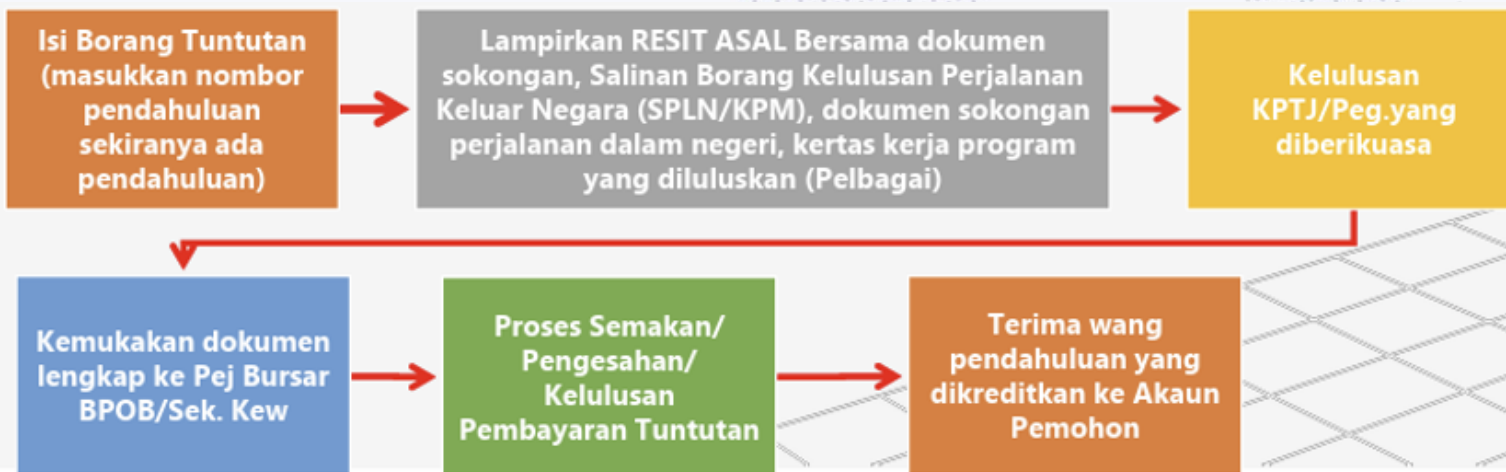 Isi Borang Tuntutan
(masukkan nombor
pendahuluan
sekiranya ada
pendahuluan)
Lampirkan RESIT ASAL Bersama dokumen
sokongan, Salinan Borang Kelulusan Perjalanan
Keluar Negara (SPLN/KPM), dokumen sokongan
perjalanan dalam negeri, kertas kerja program
yang diluluskan (Pelbagai)
Kelulusan
KPTJ/Peg.yang
diberikuasa
Kemukakan dokumen
lengkap ke Pej Bursar
BPOB/Sek. Kew
Proses Semakan/
Pengesahan/
Kelulusan
Pembayaran Tuntutan
Terima wang
pendahuluan yang
dikreditkan ke Akaun
Pemohon